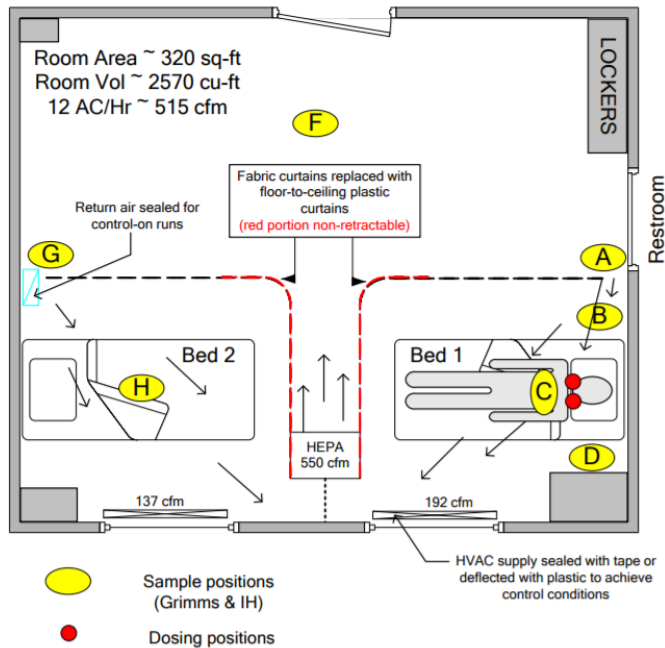 Room Area ~ 320 sq-ft
Room Vol ~ 2570 cu-ft
12 AC/Hr ~ 515 cfm
LOCKERS
F
Fabric curtains replaced with
floor-to-ceiling plastic
curtains
(red portion non-retractable)
Restroom
Return air sealed for
control-on runs
G
A
B
Bed 2
Bed 1
H
C
HEPA
550 cfm
D
137 cfm
192 cfm
HVAC supply sealed with tape or
deflected with plastic to achieve
control conditions
Sample positions
(Grimms & IH)
Dosing positions